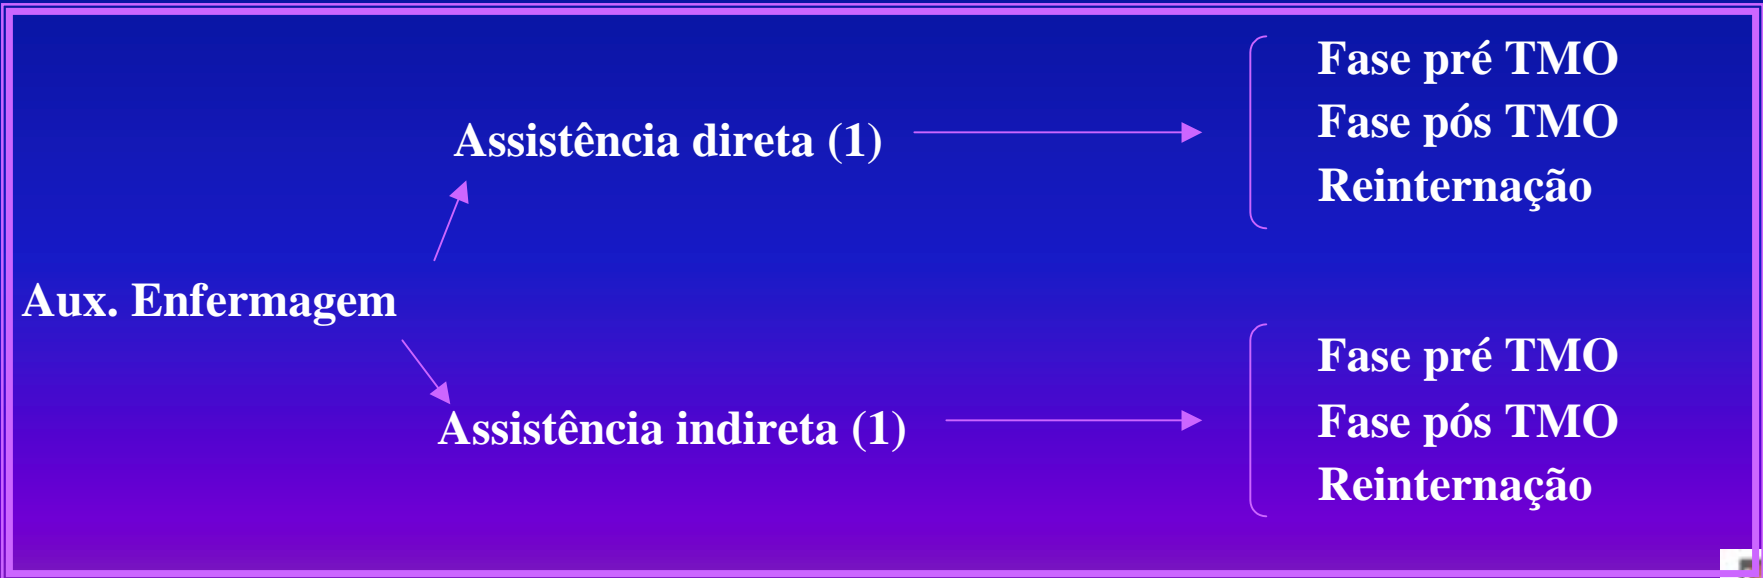 Aux. Enfermagem
Assistência direta (1)
Fase pré TMO
Fase pós TMO
Reinternação
Assistência indireta (1)
Fase pré TMO
Fase pós TMO
Reinternação